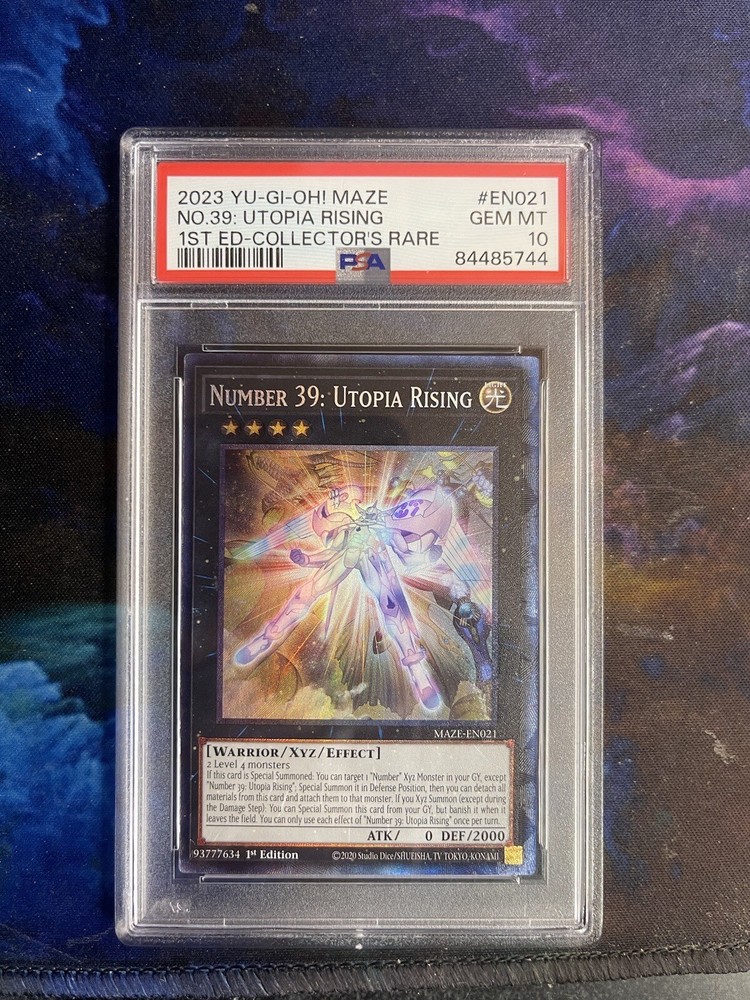 2023 YU-GI-OH! MAZE #EN021
NO.39: UTOPIA RISING GEM MT
1ST ED-COLLECTOR'S RARE 10
PSA 84485744
NUMBER 39: UTOPIA RISING
LIGHT
光
MAZE-EN021
[WARRIOR/XYZ/EFFECT]
2 Level 4 monsters
If this card is Special Summoned: You can target 1 "Number" Xyz Monster in your GY, except
"Number 39: Utopia Rising"; Special Summon it in Defense Position, then you can detach all
materials from this card and attach them to that monster. If you Xyz Summon (except during
the Damage Step): You can Special Summon this card from your GY, but banish it when it
leaves the field. You can only use each effect of "Number 39: Utopia Rising" once per turn.
ATK/ 0 DEF/2000
93777634 1st Edition ©2020 Studio Dice/SHUEISHA, TV TOKYO, KONAMI